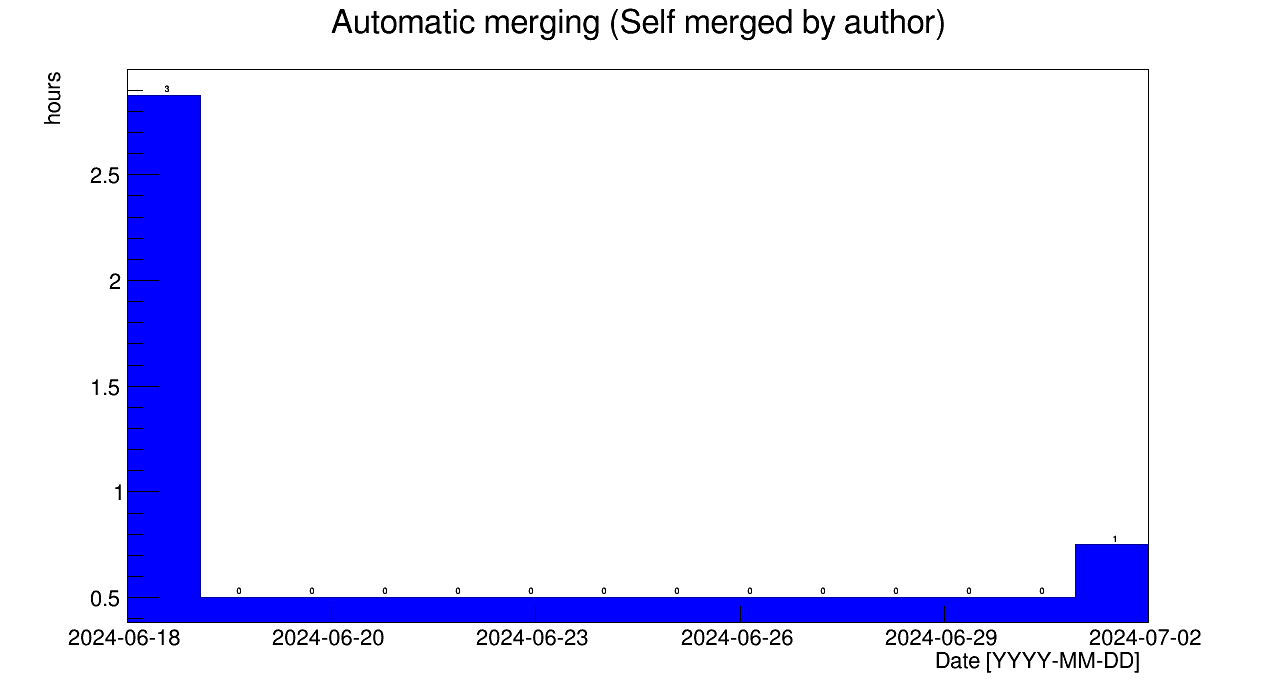 Automatic merging (Self merged by author)
hours
3
2.5
2
1.5
1
1
0.5
0 0 0 0 0 0 0 0 0 0 0 0
2024-06-18 2024-06-20 2024-06-23 2024-06-26 2024-06-29 2024-07-02
Date [YYYY-MM-DD]